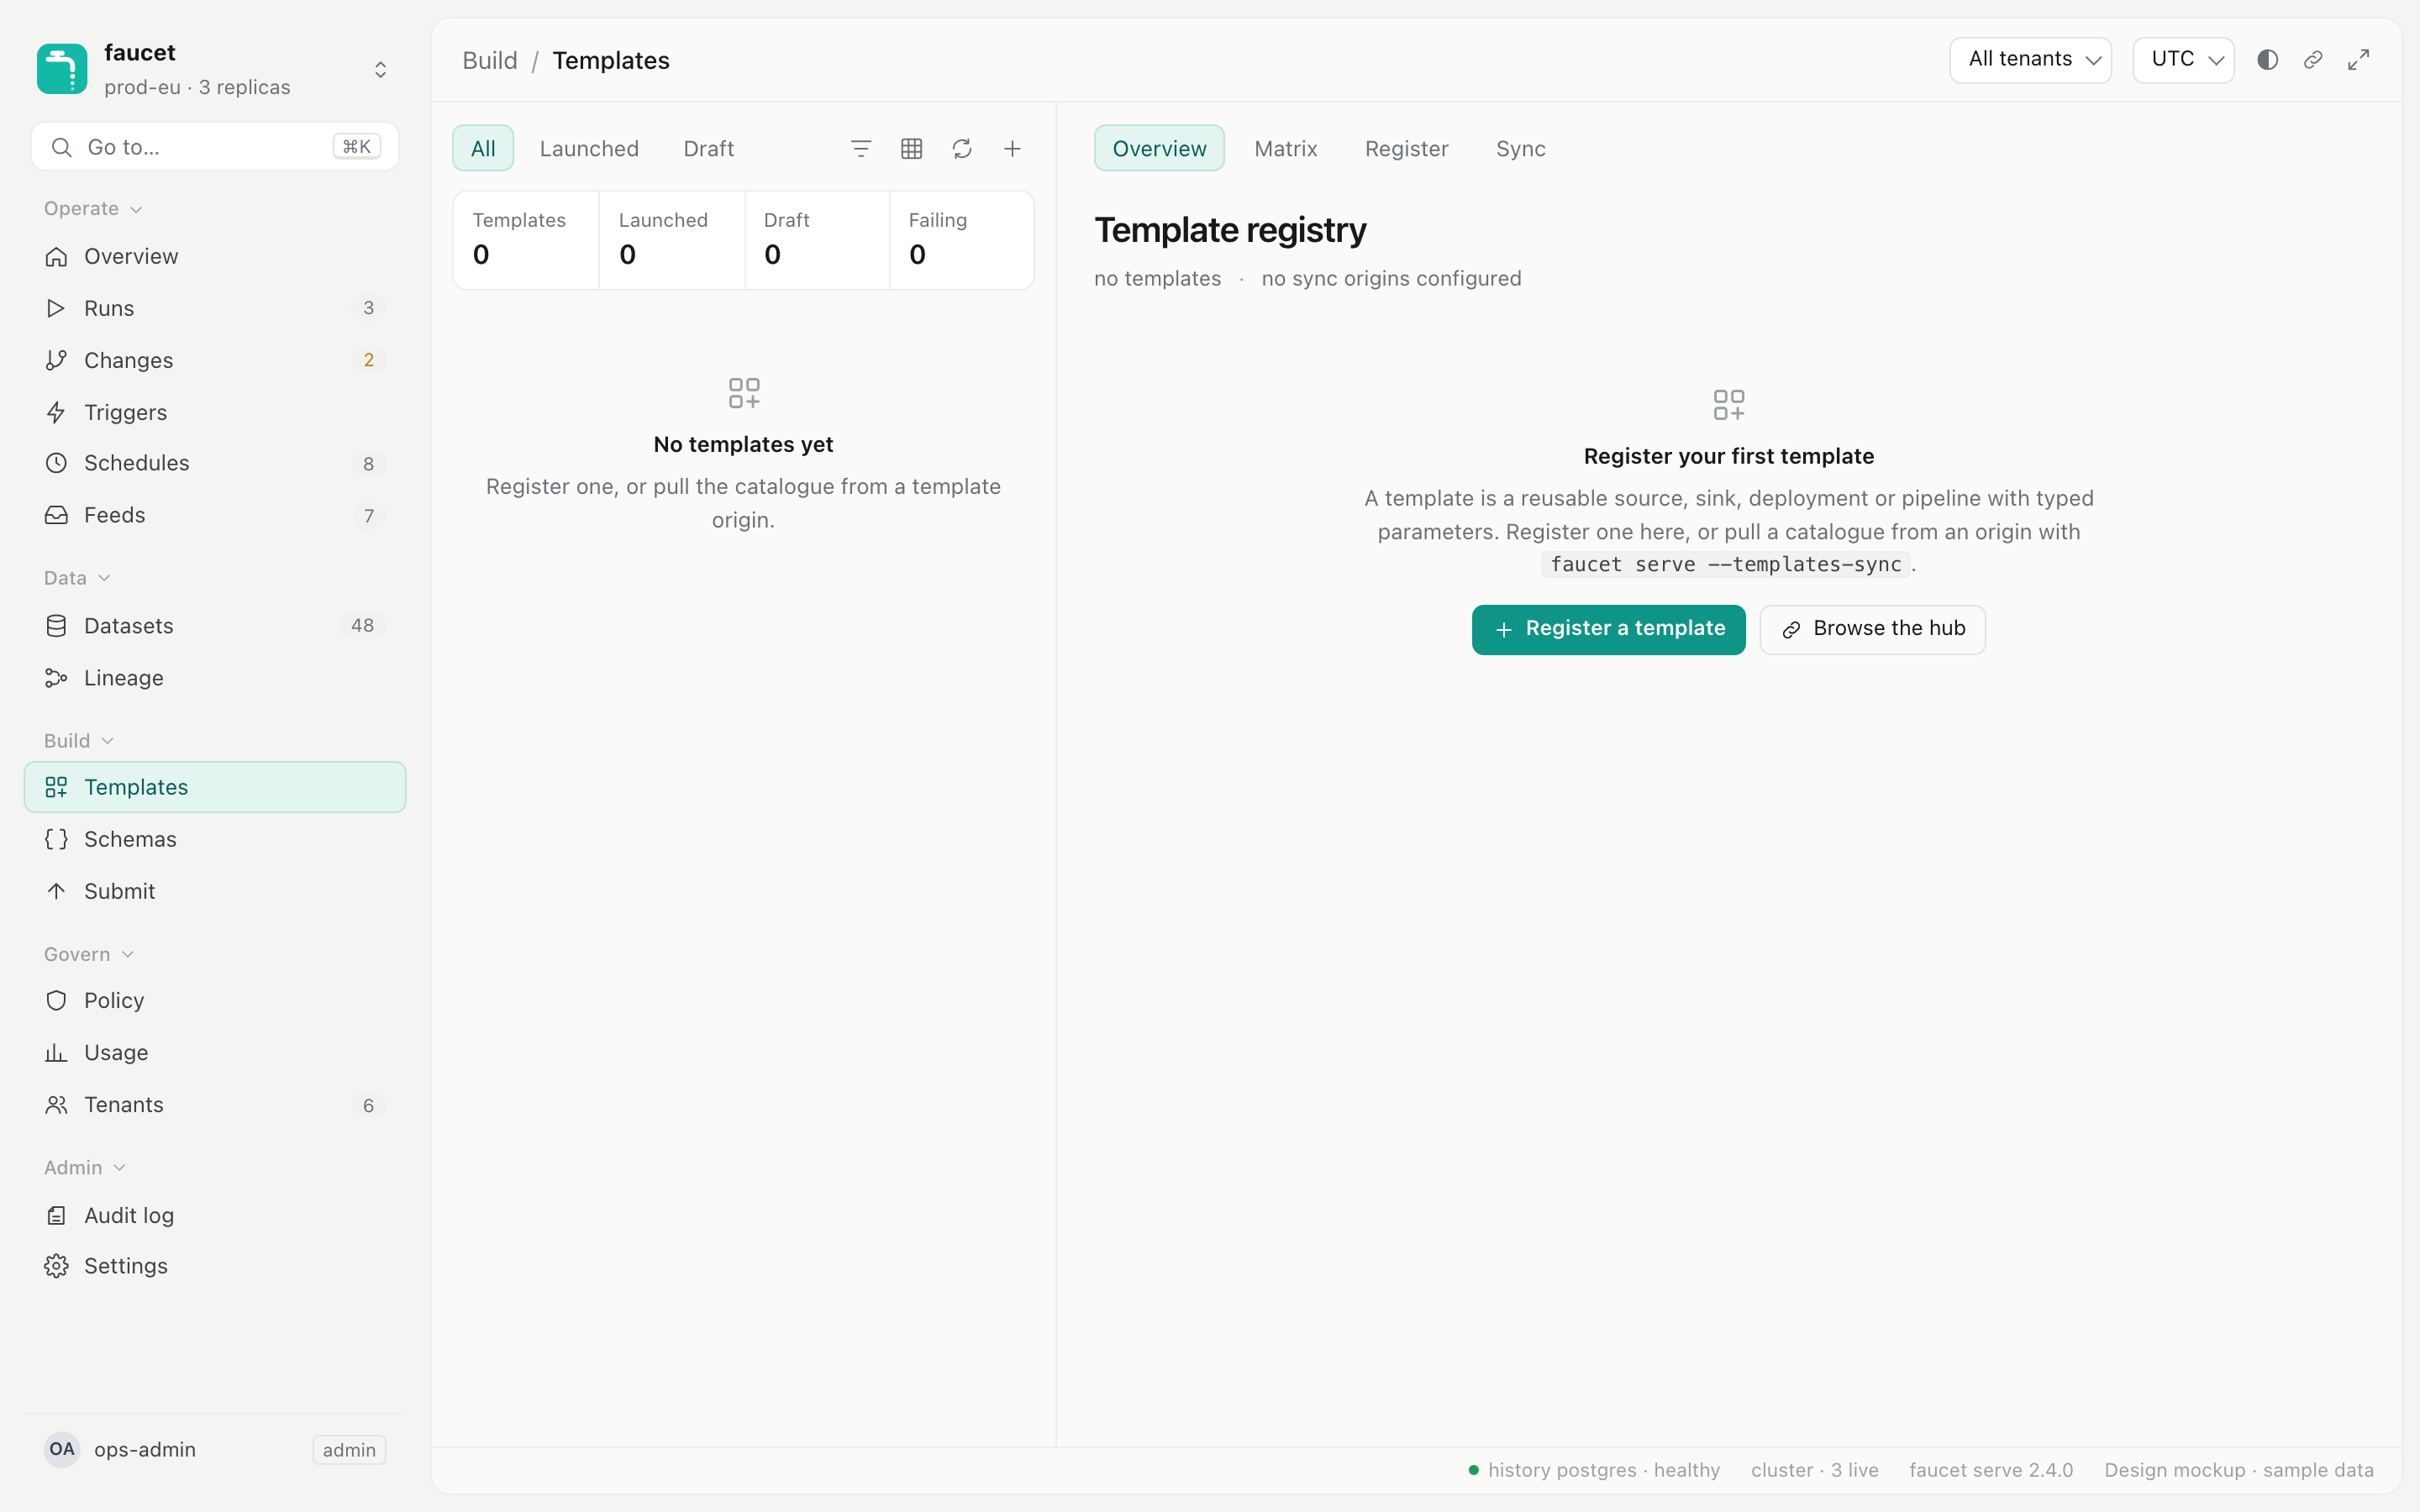 faucet
prod-eu · 3 replicas
Go to...
⌘K
Operate
Overview
Runs 3
Changes 2
Triggers
Schedules 8
Feeds 7
Data
Datasets 48
Lineage
Build
Templates
Schemas
Submit
Govern
Policy
Usage
Tenants 6
Admin
Audit log
Settings
OA ops-admin admin
Build / Templates
All tenants
UTC
All Launched Draft
Templates Launched Draft Failing
0 0 0 0
No templates yet
Register one, or pull the catalogue from a template
origin.
Overview Matrix Register Sync
Template registry
no templates · no sync origins configured
Register your first template
A template is a reusable source, sink, deployment or pipeline with typed
parameters. Register one here, or pull a catalogue from an origin with
faucet serve --templates-sync.
Register a template
Browse the hub
history postgres · healthy cluster · 3 live faucet serve 2.4.0 Design mockup · sample data